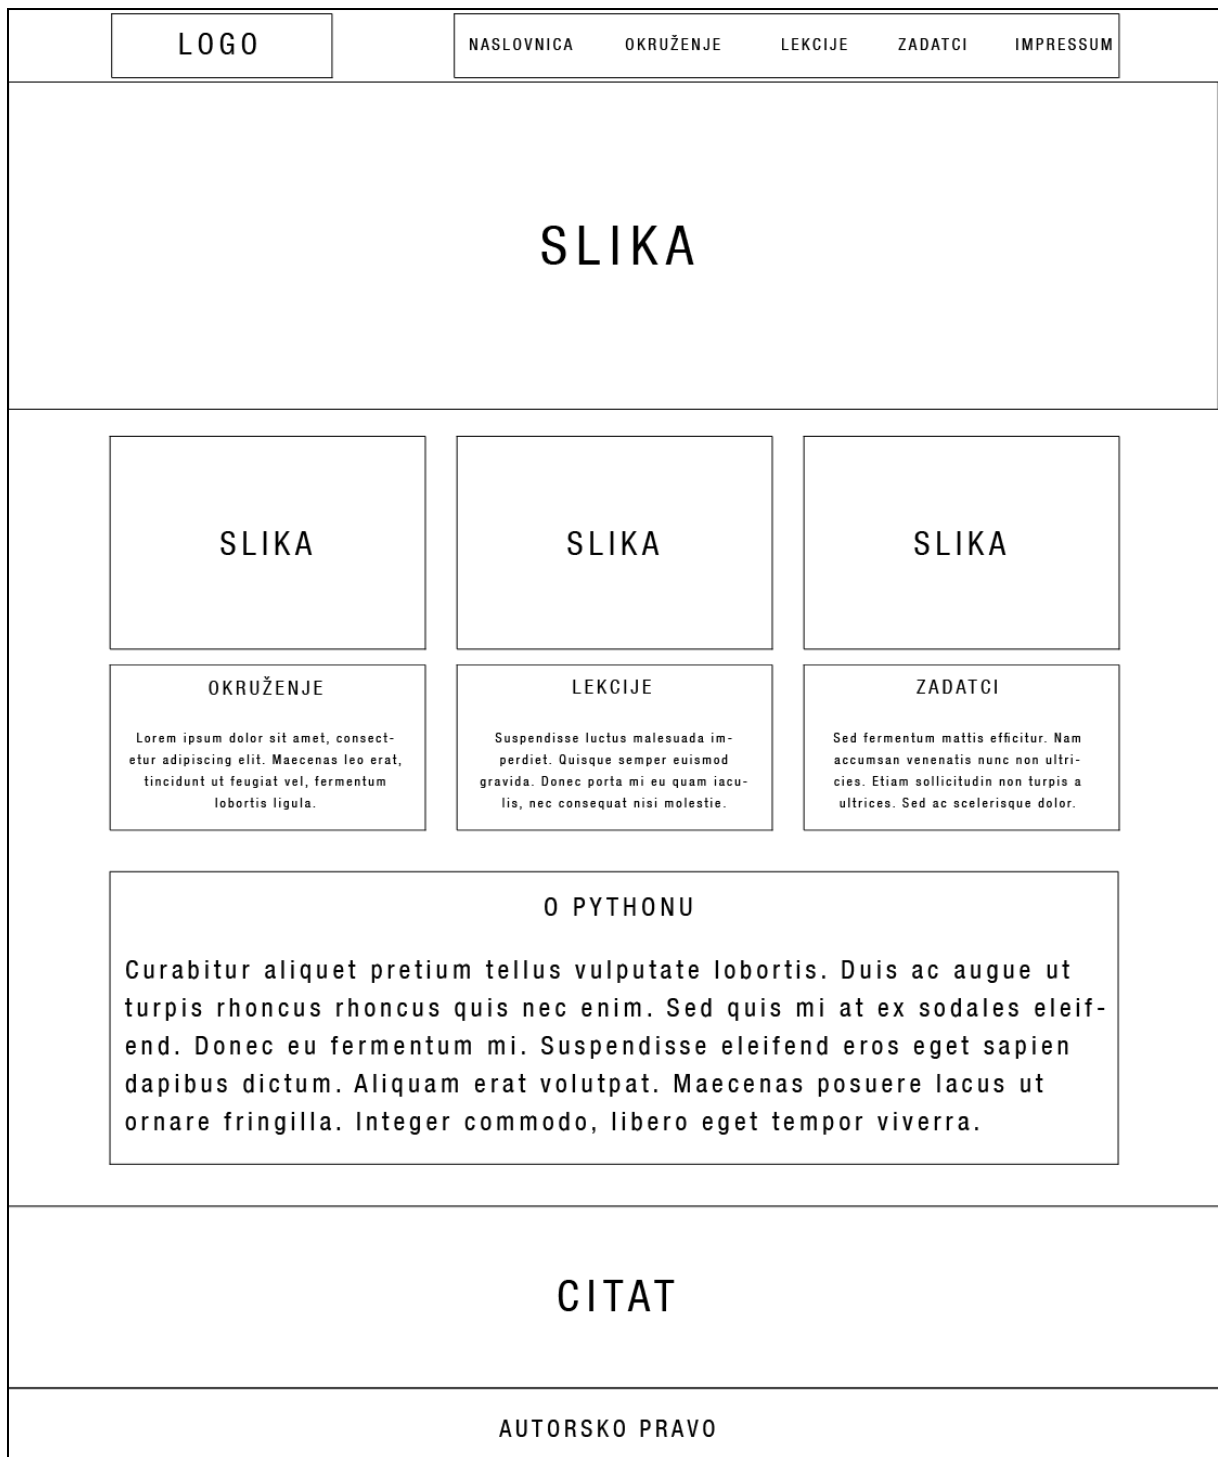 LOGO
NASLOVNICA OKRUŽENJE LEKCIJE ZADATCI IMPRESSUM
SLIKA
SLIKA SLIKA SLIKA
OKRUŽENJE
Lorem ipsum dolor sit amet, consect-
etur adipiscing elit. Maecenas leo erat,
tincidunt ut feugiat vel, fermentum
lobortis ligula.
LEKCIJE
Suspendisse luctus malesuada im-
perdiet. Quisque semper euismod
gravida. Donec porta mi eu quam iacu-
lis, nec consequat nisi molestie.
ZADATCI
Sed fermentum mattis efficitur. Nam
accumsan venenatis nunc non ultri-
cies. Etiam sollicitudin non turpis a
ultrices. Sed ac scelerisque dolor.
O PYTHONU
Curabitur aliquet pretium tellus vulputate lobortis. Duis ac augue ut
turpis rhoncus rhoncus quis nec enim. Sed quis mi at ex sodales eleif-
end. Donec eu fermentum mi. Suspendisse eleifend eros eget sapien
dapibus dictum. Aliquam erat volutpat. Maecenas posuere lacus ut
ornare fringilla. Integer commodo, libero eget tempor viverra.
CITAT
AUTORSKO PRAVO